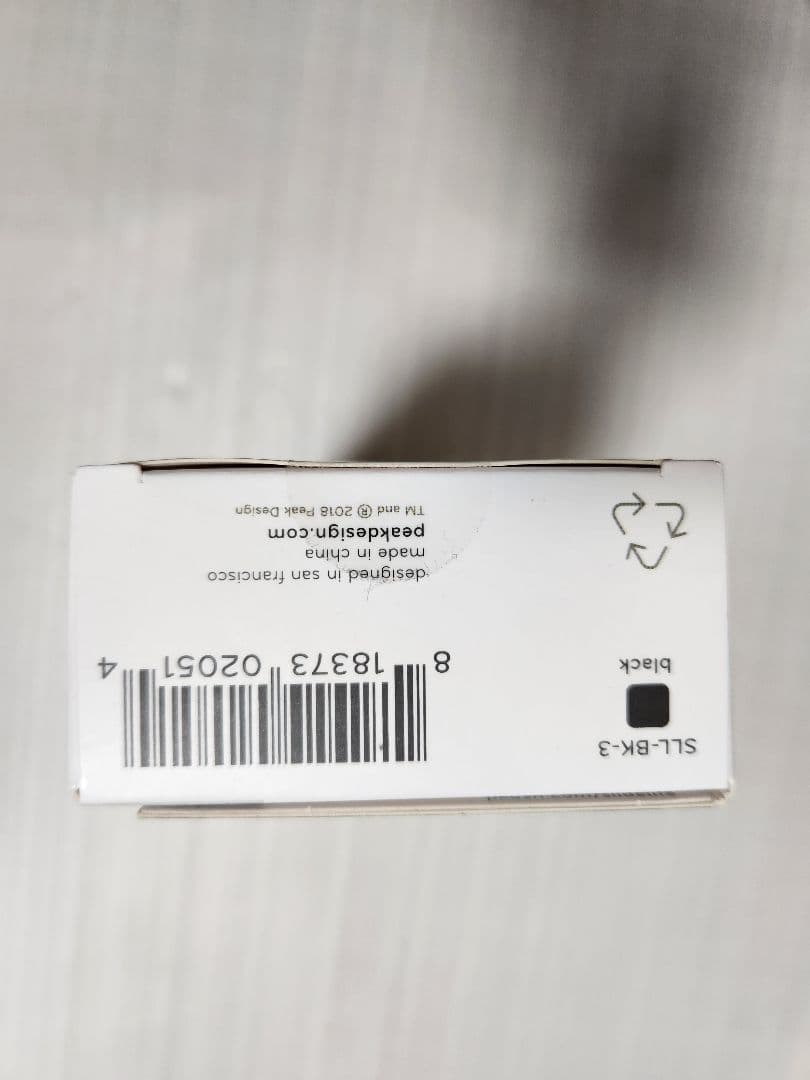 SLL-BK-3
black
8 18373 02051 4
designed in san francisco
made in china
peakdesign.com
TM and ® 2018 Peak Design